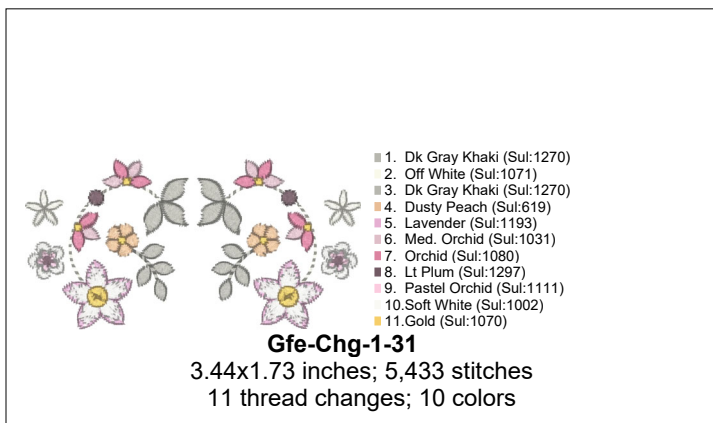 1. Dk Gray Khaki (Sul:1270)
2. Off White (Sul:1071)
3. Dk Gray Khaki (Sul:1270)
4. Dusty Peach (Sul:619)
5. Lavender (Sul:1193)
6. Med. Orchid (Sul:1031)
7. Orchid (Sul:1080)
8. Lt Plum (Sul:1297)
9. Pastel Orchid (Sul:1111)
10.Soft White (Sul:1002)
11.Gold (Sul:1070)
Gfe-Chg-1-31
3.44x1.73 inches; 5,433 stitches
11 thread changes; 10 colors